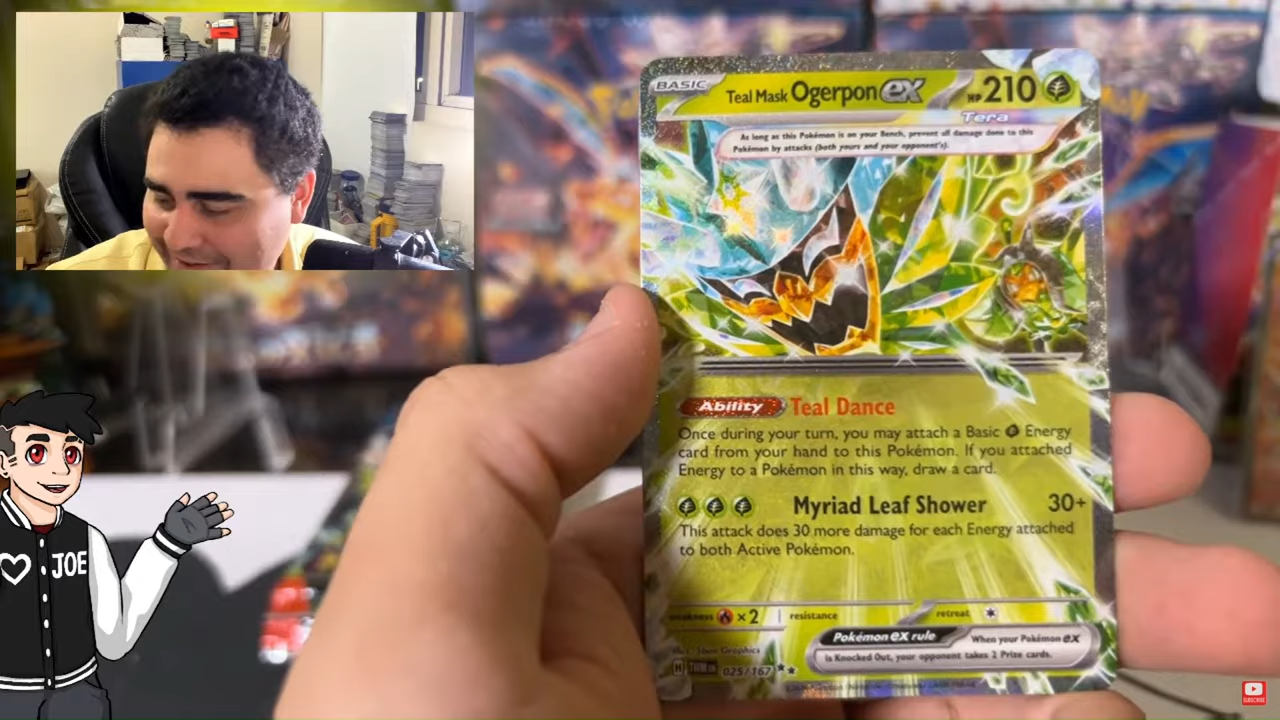 BASIC
Teal Mask Ogerpon ex HP 210
Tera
As long as this Pokémon is on your Bench, prevent all damage done to this
Pokémon by attacks (both yours and your opponent's).
Ability Teal Dance
Once during your turn, you may attach a Basic Energy
card from your hand to this Pokémon. If you attached
Energy to a Pokémon in this way, draw a card.
Myriad Leaf Shower 30+
This attack does 30 more damage for each Energy attached
to both Active Pokémon.
weakness ×2 resistance retreat
Pokémon ex rule When your Pokémon ex
is Knocked Out, your opponent takes 2 Prize cards.
Illus. 5ban Graphics
H TWM EN 025/167
JOE
SUBSCRIBE